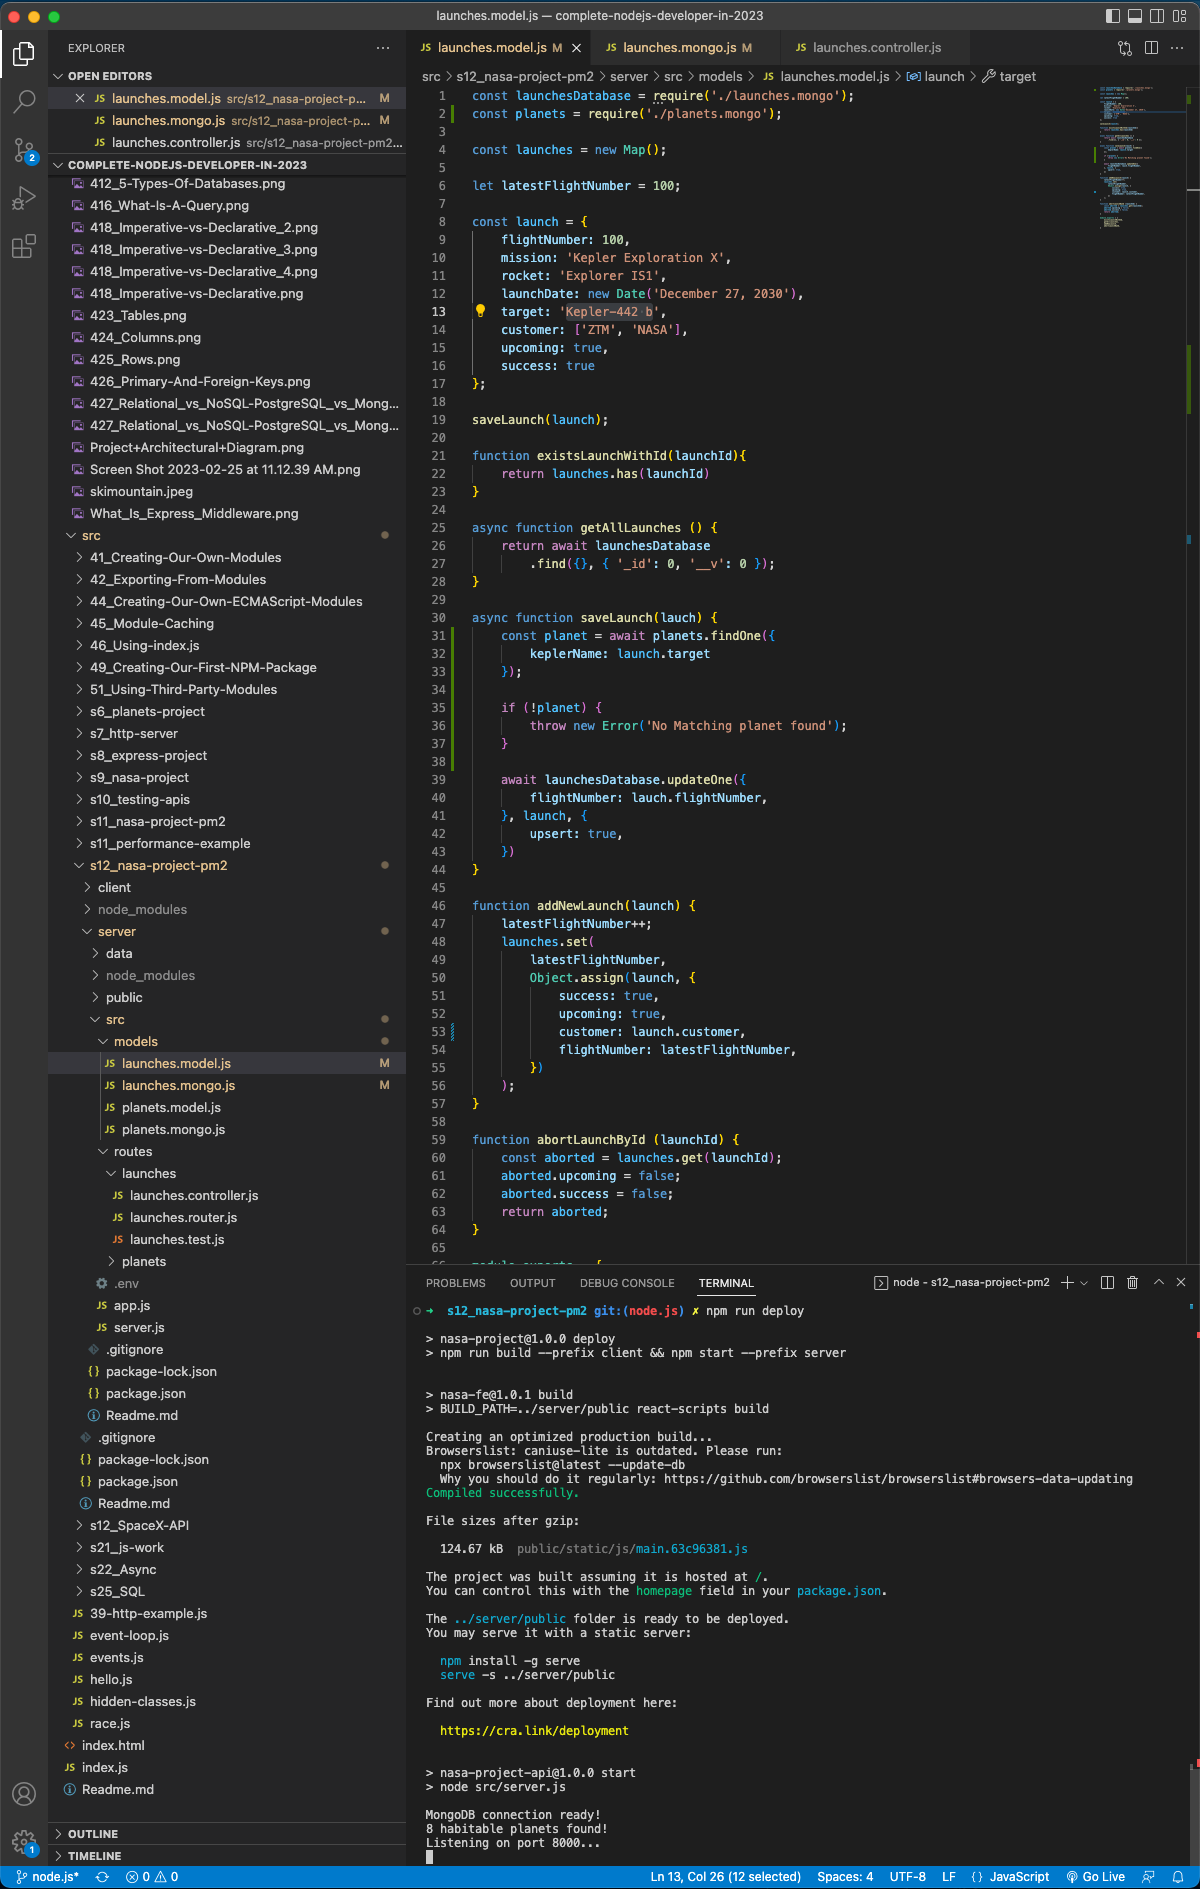 launches.model.js — complete-nodejs-developer-in-2023
EXPLORER
OPEN EDITORS
launches.model.js src/s12_nasa-project-p... M
launches.mongo.js src/s12_nasa-project-p... M
launches.controller.js src/s12_nasa-project-pm2...
COMPLETE-NODEJS-DEVELOPER-IN-2023
412_5-Types-Of-Databases.png
416_What-Is-A-Query.png
418_Imperative-vs-Declarative_2.png
418_Imperative-vs-Declarative_3.png
418_Imperative-vs-Declarative_4.png
418_Imperative-vs-Declarative.png
423_Tables.png
424_Columns.png
425_Rows.png
426_Primary-And-Foreign-Keys.png
427_Relational_vs_NoSQL-PostgreSQL_vs_Mong...
427_Relational_vs_NoSQL-PostgreSQL_vs_Mong...
Project+Architectural+Diagram.png
Screen Shot 2023-02-25 at 11.12.39 AM.png
skimountain.jpeg
What_Is_Express_Middleware.png
src
41_Creating-Our-Own-Modules
42_Exporting-From-Modules
44_Creating-Our-Own-ECMAScript-Modules
45_Module-Caching
46_Using-index.js
49_Creating-Our-First-NPM-Package
51_Using-Third-Party-Modules
s6_planets-project
s7_http-server
s8_express-project
s9_nasa-project
s10_testing-apis
s11_nasa-project-pm2
s11_performance-example
s12_nasa-project-pm2
client
node_modules
server
data
node_modules
public
src
models
JS launches.model.js M
JS launches.mongo.js M
JS planets.model.js
JS planets.mongo.js
routes
launches
JS launches.controller.js
JS launches.router.js
JS launches.test.js
planets
.env
JS app.js
JS server.js
.gitignore
{} package-lock.json
{} package.json
Readme.md
.gitignore
{} package-lock.json
{} package.json
Readme.md
s12_SpaceX-API
s21_js-work
s22_Async
s25_SQL
JS 39-http-example.js
JS event-loop.js
JS events.js
JS hello.js
JS hidden-classes.js
JS race.js
<> index.html
JS index.js
Readme.md
OUTLINE
TIMELINE
2
1
JS launches.model.js M JS launches.mongo.js M JS launches.controller.js
src > s12_nasa-project-pm2 > server > src > models > JS launches.model.js > launch > target
1 const launchesDatabase = require('./launches.mongo');
2 const planets = require('./planets.mongo');
3
4 const launches = new Map();
5
6 let latestFlightNumber = 100;
7
8 const launch = {
9 flightNumber: 100,
10 mission: 'Kepler Exploration X',
11 rocket: 'Explorer IS1',
12 launchDate: new Date('December 27, 2030'),
13 target: 'Kepler-442 b',
14 customer: ['ZTM', 'NASA'],
15 upcoming: true,
16 success: true
17 };
18
19 saveLaunch(launch);
20
21 function existsLaunchWithId(launchId){
22 return launches.has(launchId)
23 }
24
25 async function getAllLaunches () {
26 return await launchesDatabase
27 .find({}, { '_id': 0, '__v': 0 });
28 }
29
30 async function saveLaunch(lauch) {
31 const planet = await planets.findOne({
32 keplerName: launch.target
33 });
34
35 if (!planet) {
36 throw new Error('No Matching planet found');
37 }
38
39 await launchesDatabase.updateOne({
40 flightNumber: lauch.flightNumber,
41 }, launch, {
42 upsert: true,
43 })
44 }
45
46 function addNewLaunch(launch) {
47 latestFlightNumber++;
48 launches.set(
49 latestFlightNumber,
50 Object.assign(launch, {
51 success: true,
52 upcoming: true,
53 customer: launch.customer,
54 flightNumber: latestFlightNumber,
55 })
56 );
57 }
58
59 function abortLaunchById (launchId) {
60 const aborted = launches.get(launchId);
61 aborted.upcoming = false;
62 aborted.success = false;
63 return aborted;
64 }
65
PROBLEMS OUTPUT DEBUG CONSOLE TERMINAL node - s12_nasa-project-pm2
➜ s12_nasa-project-pm2 git:(node.js) ✗ npm run deploy
> nasa-project@1.0.0 deploy
> npm run build --prefix client && npm start --prefix server
> nasa-fe@1.0.1 build
> BUILD_PATH=../server/public react-scripts build
Creating an optimized production build...
Browserslist: caniuse-lite is outdated. Please run:
npx browserslist@latest --update-db
Why you should do it regularly: https://github.com/browserslist/browserslist#browsers-data-updating
Compiled successfully.
File sizes after gzip:
124.67 kB public/static/js/main.63c96381.js
The project was built assuming it is hosted at /.
You can control this with the homepage field in your package.json.
The ../server/public folder is ready to be deployed.
You may serve it with a static server:
npm install -g serve
serve -s ../server/public
Find out more about deployment here:
https://cra.link/deployment
> nasa-project-api@1.0.0 start
> node src/server.js
MongoDB connection ready!
8 habitable planets found!
Listening on port 8000...
node.js* 0 0 Ln 13, Col 26 (12 selected) Spaces: 4 UTF-8 LF {} JavaScript Go Live